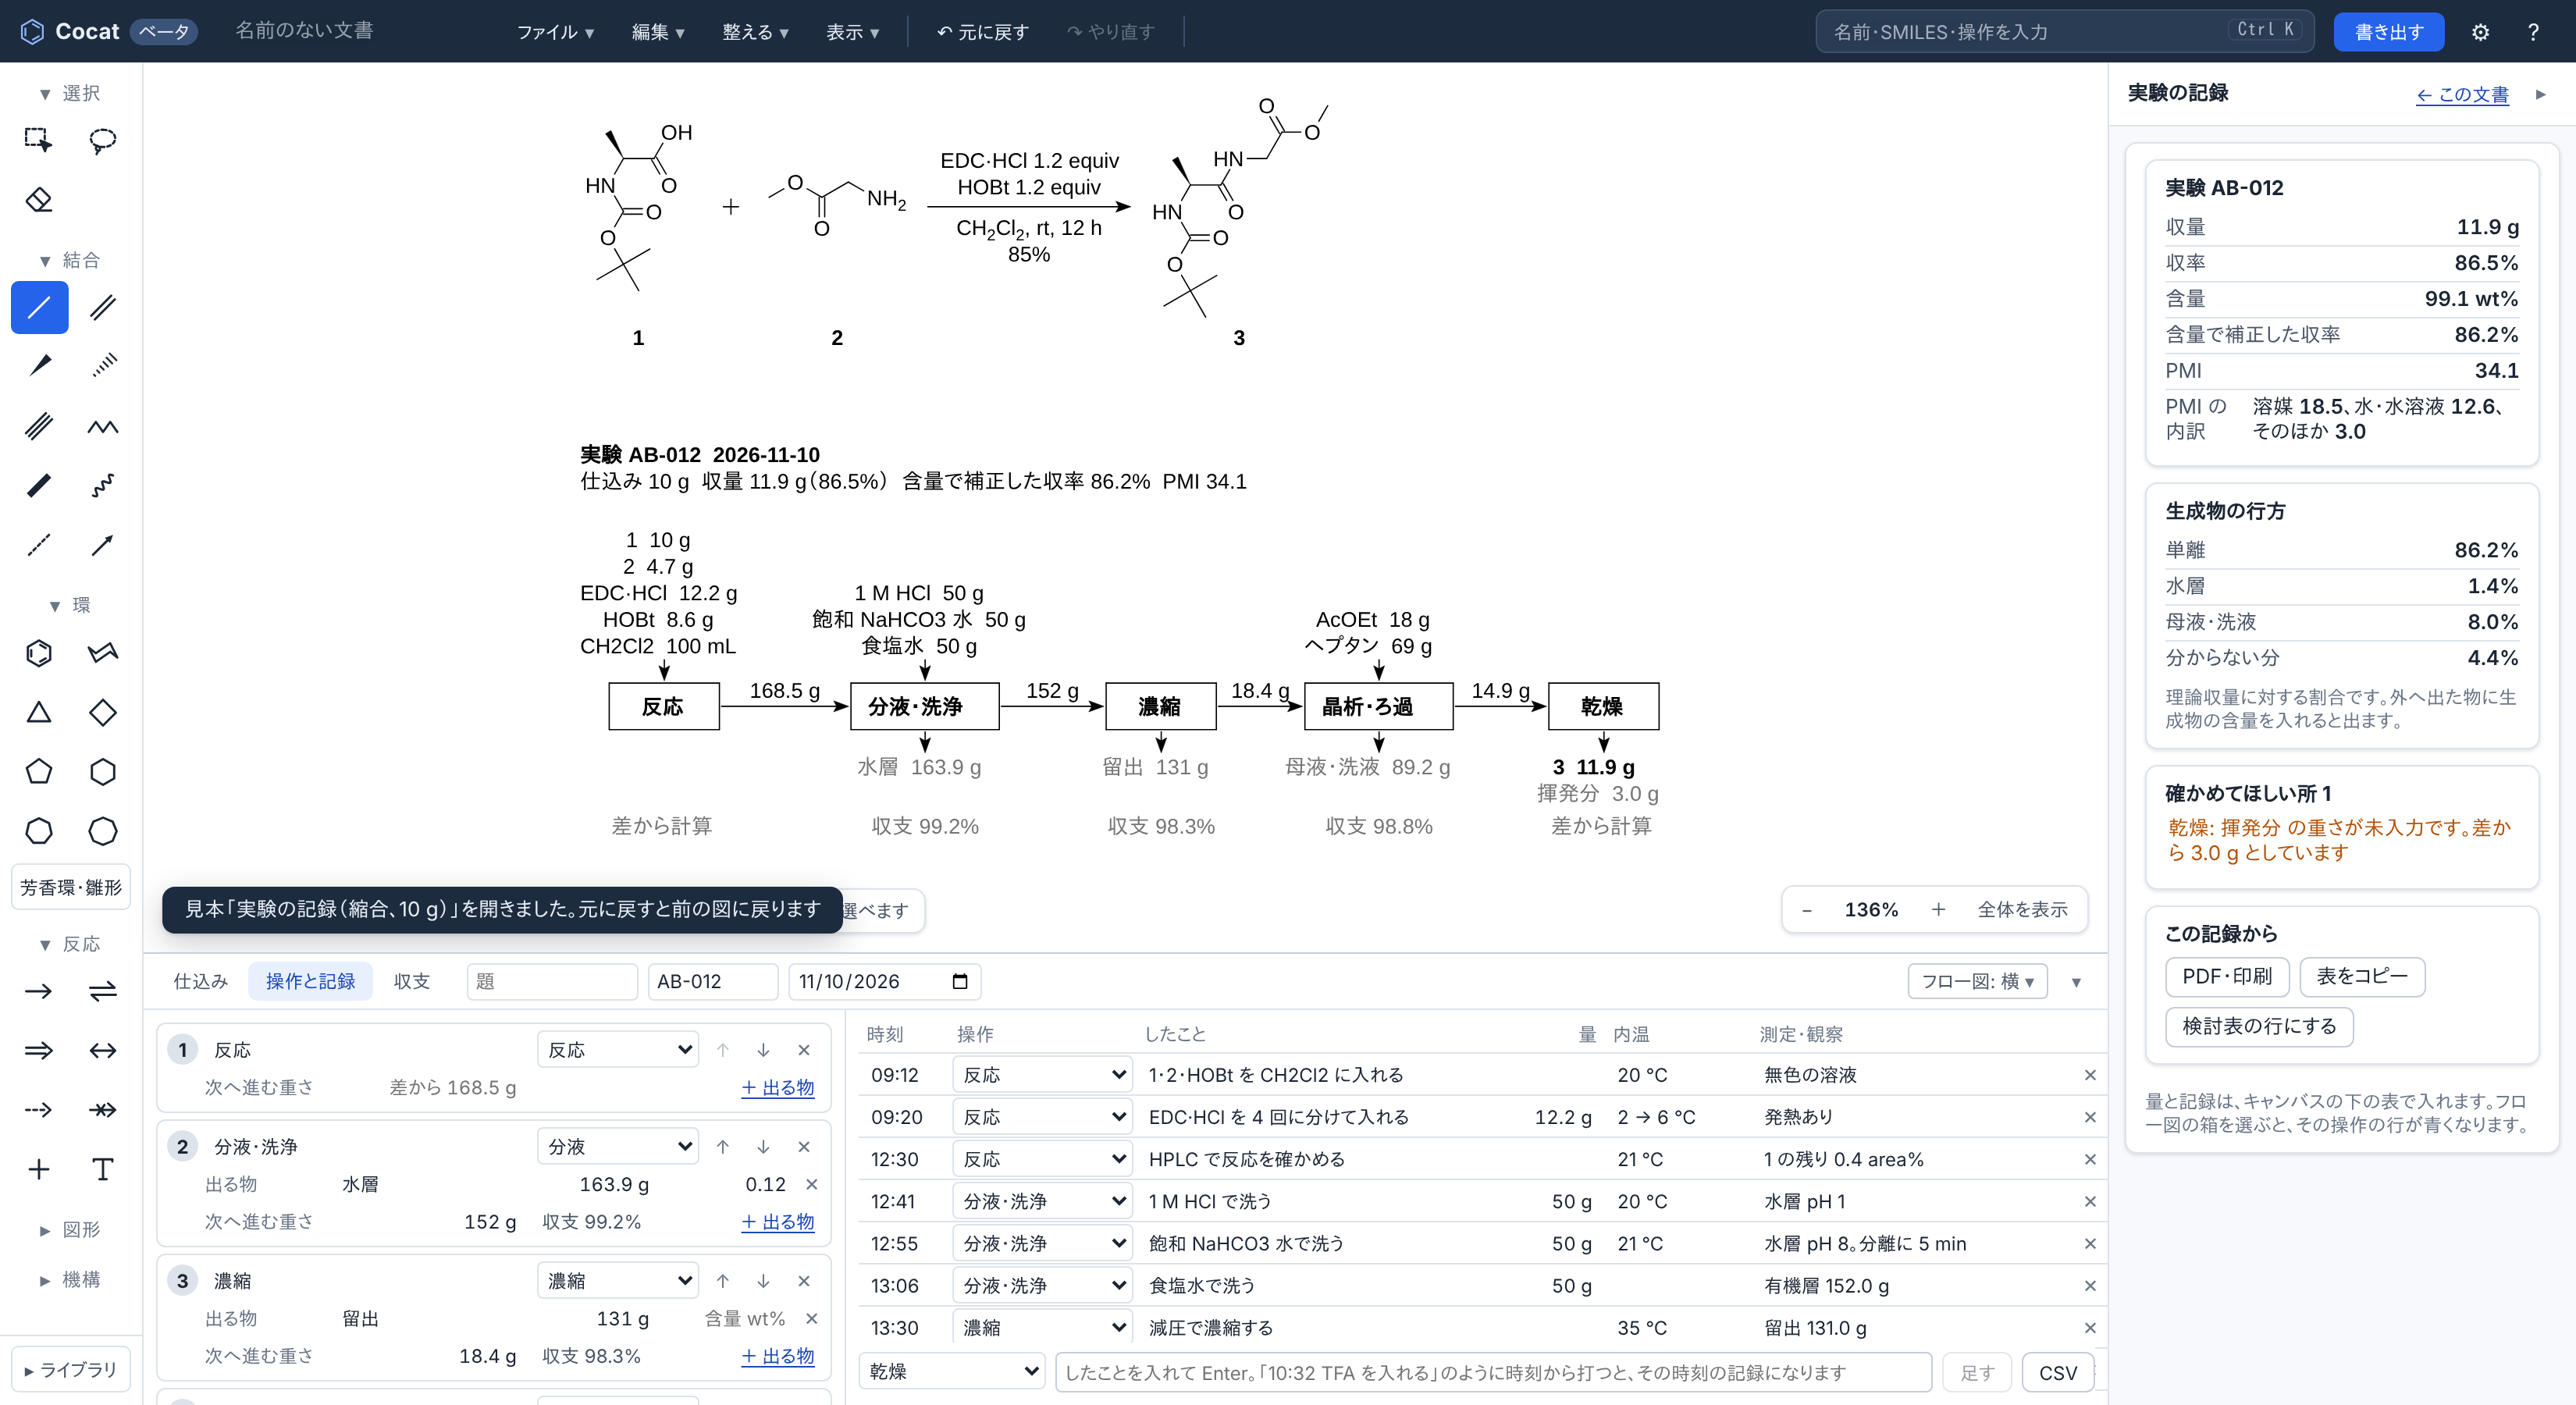 Cocat ベータ 名前のない文書 ファイル ▼ 編集 ▼ 整える ▼ 表示 ▼ ↶ 元に戻す ↷ やり直す 名前・SMILES・操作を入力 Ctrl K 書き出す ?
▼ 選択
▼ 結合
▼ 環
芳香環・雛形
▼ 反応
T
▶ 図形
▶ 機構
▶ ライブラリ
OH
HN
O
O
O
1
+
O
NH2
O
2
EDC·HCl 1.2 equiv
HOBt 1.2 equiv
CH2Cl2, rt, 12 h
85%
O
O
HN
HN
O
O
O
3
実験 AB-012 2026-11-10
仕込み 10 g 収量 11.9 g（86.5%） 含量で補正した収率 86.2% PMI 34.1
1 10 g
2 4.7 g
EDC·HCl 12.2 g
HOBt 8.6 g
CH2Cl2 100 mL
1 M HCl 50 g
飽和 NaHCO3 水 50 g
食塩水 50 g
AcOEt 18 g
ヘプタン 69 g
反応 168.5 g 分液・洗浄 152 g 濃縮 18.4 g 晶析・ろ過 14.9 g 乾燥
水層 163.9 g 留出 131 g 母液・洗液 89.2 g 3 11.9 g
揮発分 3.0 g
差から計算 収支 99.2% 収支 98.3% 収支 98.8% 差から計算
見本「実験の記録（縮合、10 g）」を開きました。元に戻すと前の図に戻ります
選べます
− 136% + 全体を表示
仕込み 操作と記録 収支 題 AB-012 11/10/2026 フロー図: 横 ▼ ▼
1 反応 反応 ↑ ↓ ×
次へ進む重さ 差から 168.5 g + 出る物
2 分液・洗浄 分液 ↑ ↓ ×
出る物 水層 163.9 g 0.12 ×
次へ進む重さ 152 g 収支 99.2% + 出る物
3 濃縮 濃縮 ↑ ↓ ×
出る物 留出 131 g 含量 wt% ×
次へ進む重さ 18.4 g 収支 98.3% + 出る物
時刻 操作 したこと 量 内温 測定・観察
09:12 反応 1・2・HOBt を CH2Cl2 に入れる 20 °C 無色の溶液 ×
09:20 反応 EDC·HCl を 4 回に分けて入れる 12.2 g 2 → 6 °C 発熱あり ×
12:30 反応 HPLC で反応を確かめる 21 °C 1 の残り 0.4 area% ×
12:41 分液・洗浄 1 M HCl で洗う 50 g 20 °C 水層 pH 1 ×
12:55 分液・洗浄 飽和 NaHCO3 水で洗う 50 g 21 °C 水層 pH 8。分離に 5 min ×
13:06 分液・洗浄 食塩水で洗う 50 g 有機層 152.0 g ×
13:30 濃縮 減圧で濃縮する 35 °C 留出 131.0 g ×
乾燥 したことを入れて Enter。「10:32 TFA を入れる」のように時刻から打つと、その時刻の記録になります 足す CSV
実験の記録 ← この文書 ▶
実験 AB-012
収量 11.9 g
収率 86.5%
含量 99.1 wt%
含量で補正した収率 86.2%
PMI 34.1
PMI の内訳 溶媒 18.5、水・水溶液 12.6、
そのほか 3.0
生成物の行方
単離 86.2%
水層 1.4%
母液・洗液 8.0%
分からない分 4.4%
理論収量に対する割合です。外へ出た物に生
成物の含量を入れると出ます。
確かめてほしい所 1
乾燥: 揮発分 の重さが未入力です。差か
ら 3.0 g としています
この記録から
PDF・印刷 表をコピー
検討表の行にする
量と記録は、キャンバスの下の表で入れます。フロ
ー図の箱を選ぶと、その操作の行が青くなります。